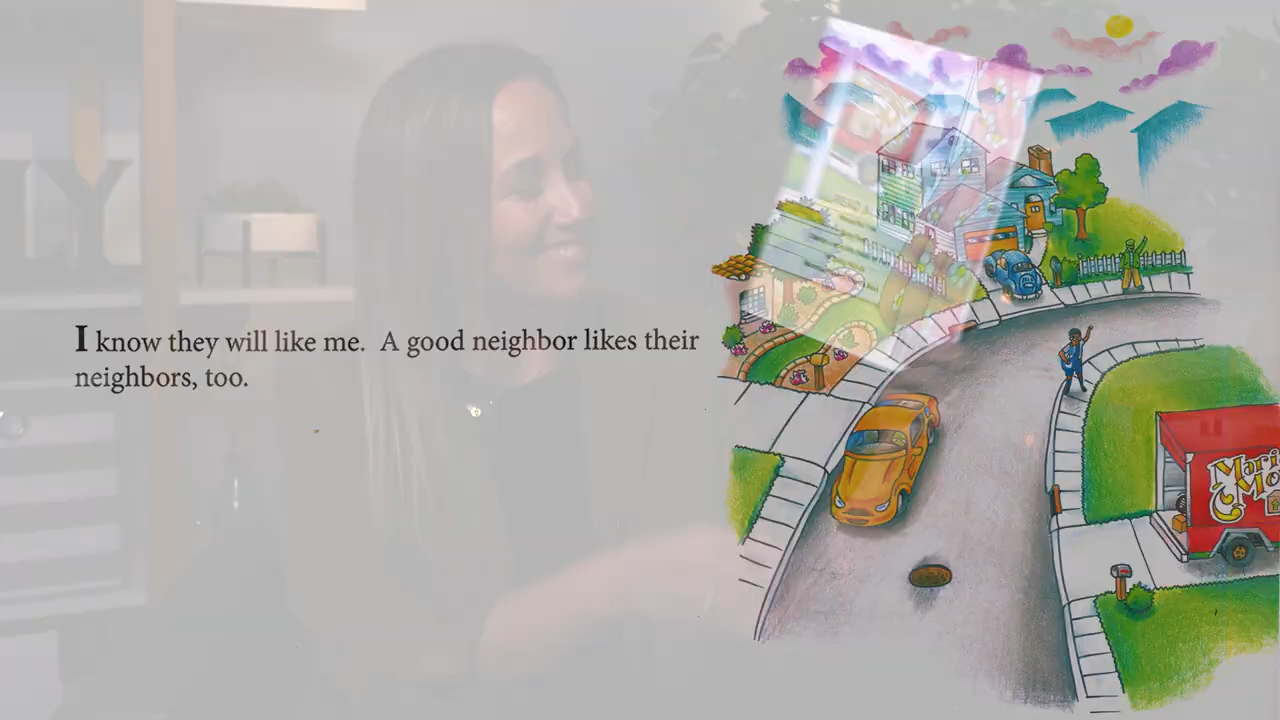 I know they will like me. A good neighbor likes their
neighbors, too.